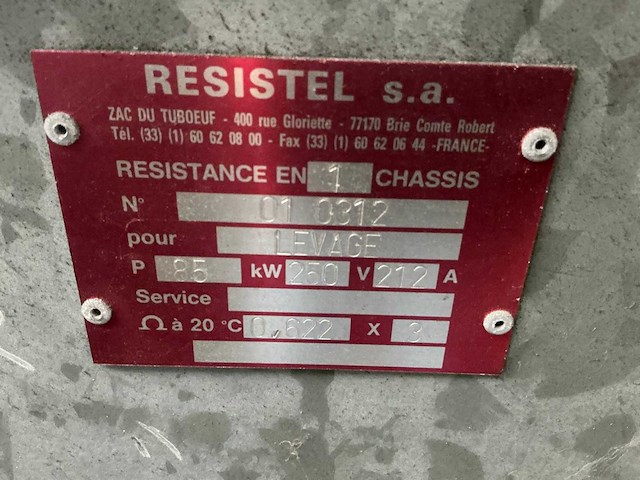 RESISTEL s.a.
ZAC DU TUBOEUF - 400 rue Gloriette - 77170 Brie Comte Robert
Tél. (33) (1) 60 62 08 00 - Fax (33) (1) 60 62 06 44 -FRANCE-
RESISTANCE EN 1 CHASSIS
N° 01 0312
pour LEVAGE
P 85 kW 250 V 212 A
Service
Ω à 20 °C 0,622 X 3